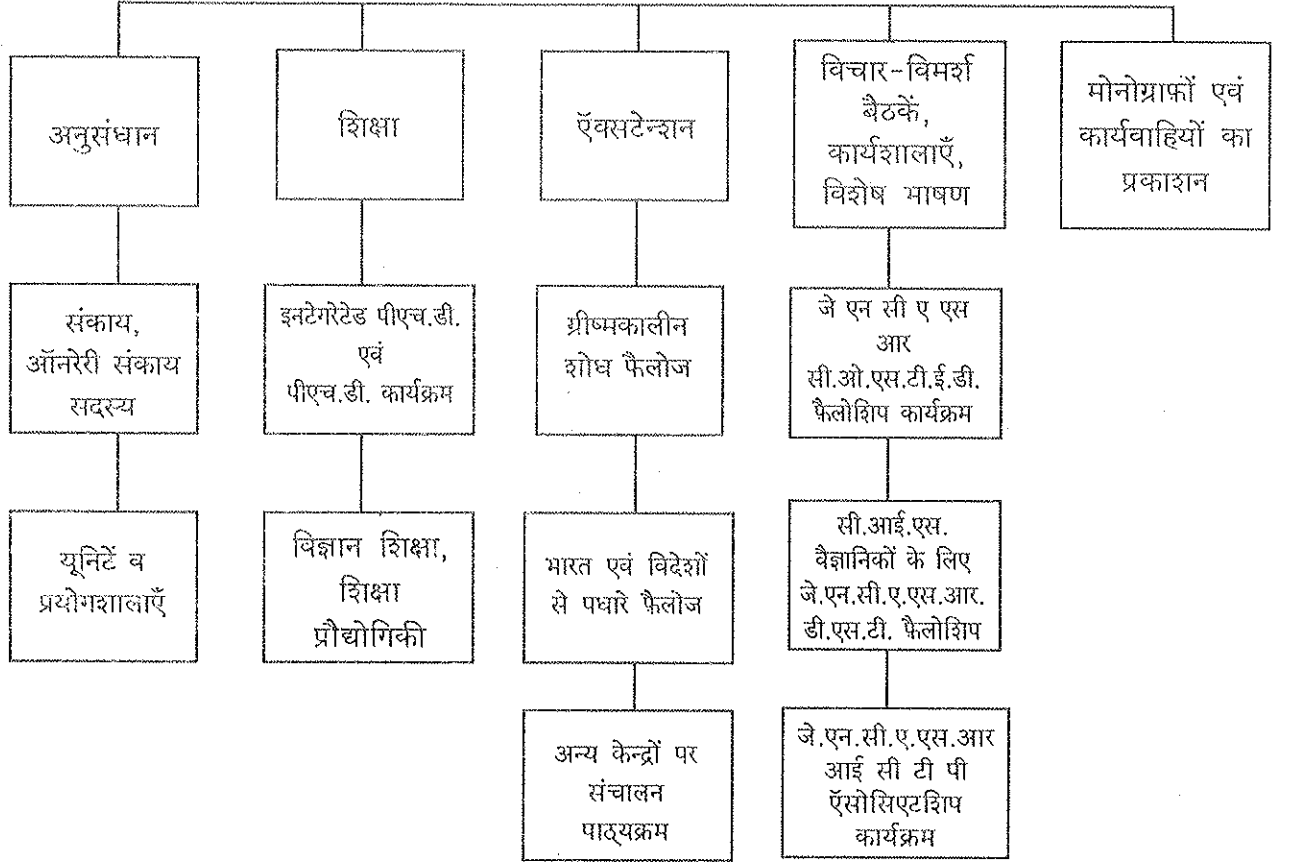 अनुसंधान
शिक्षा
ऍक्सटेन्शन
विचार-विमर्श
बैठकें,
कार्यशालाएँ,
विशेष भाषण
मोनोग्राफ़ों एवं
कार्यवाहियों का
प्रकाशन
संकाय,
ऑनरेरी संकाय
सदस्य
इनटेगरेटेड पीएच.डी.
एवं
पीएच.डी. कार्यक्रम
ग्रीष्मकालीन
शोध फैलोज
जे एन सी ए एस
आर
सी.ओ.एस.टी.ई.डी.
फैलोशिप कार्यक्रम
यूनिटें व
प्रयोगशालाएँ
विज्ञान शिक्षा,
शिक्षा
प्रौद्योगिकी
भारत एवं विदेशों
से पधारे फ़ैलोज
सी.आई.एस.
वैज्ञानिकों के लिए
जे.एन.सी.ए.एस.आर.
डी.एस.टी. फ़ैलोशिप
अन्य केन्द्रों पर
संचालन
पाठ्यक्रम
जे.एन.सी.ए.एस.आर
आई सी टी पी
ऍसोसिएटशिप
कार्यक्रम